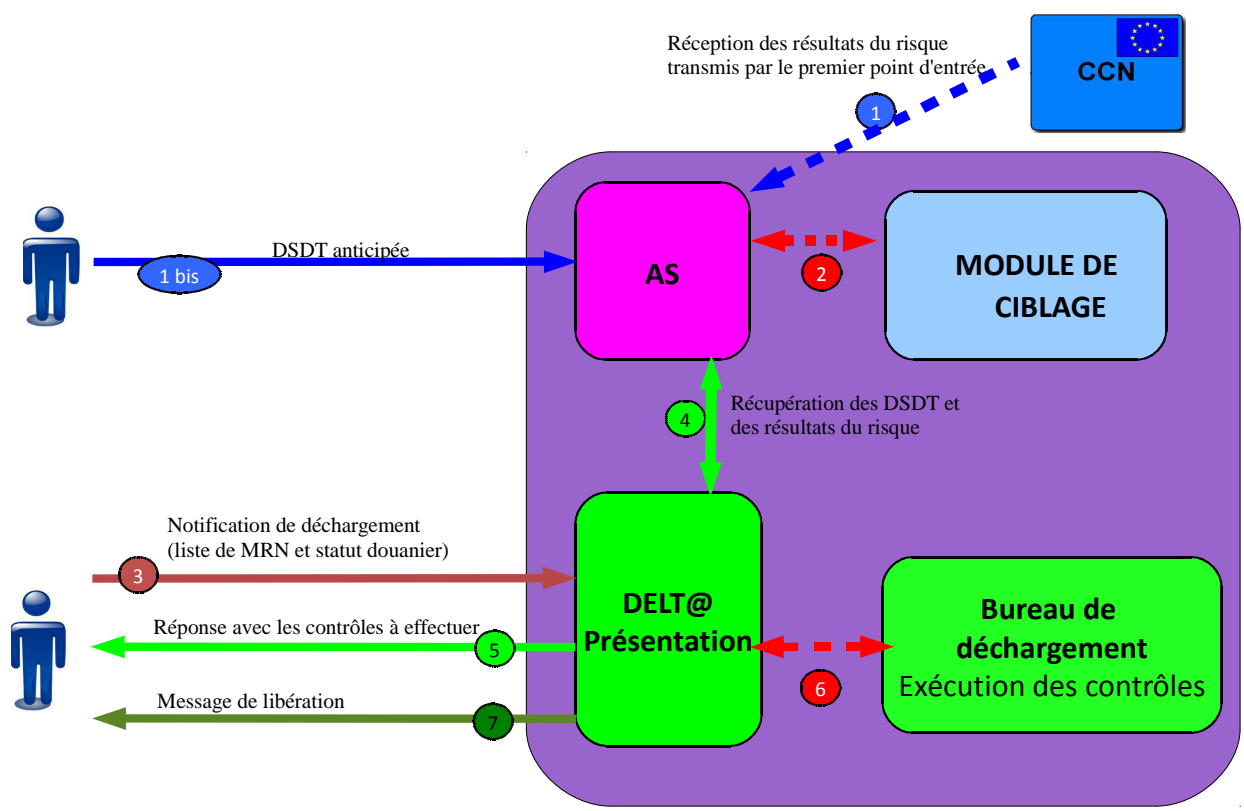 Réception des résultats du risque
transmis par le premier point d'entrée
CCN
1
DSDT anticipée
1 bis
AS
2
MODULE DE
CIBLAGE
4
Récupération des DSDT et
des résultats du risque
Notification de déchargement
(liste de MRN et statut douanier)
3
DELT@
Présentation
Réponse avec les contrôles à effectuer
5
6
Bureau de
déchargement
Exécution des contrôles
Message de libération
7